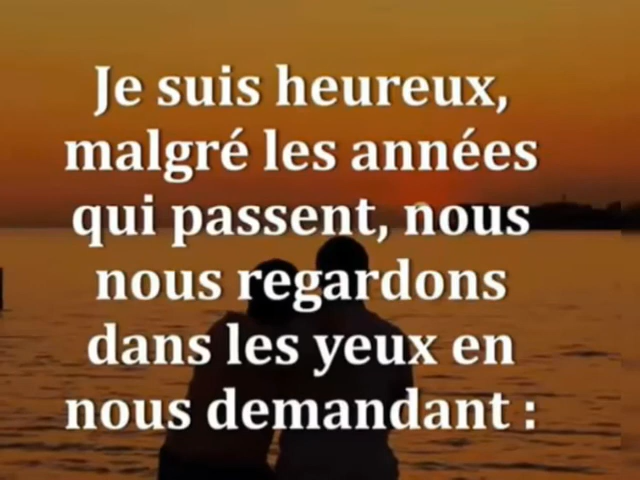 Je suis heureux,
malgré les années
qui passent, nous
nous regardons
dans les yeux en
nous demandant :